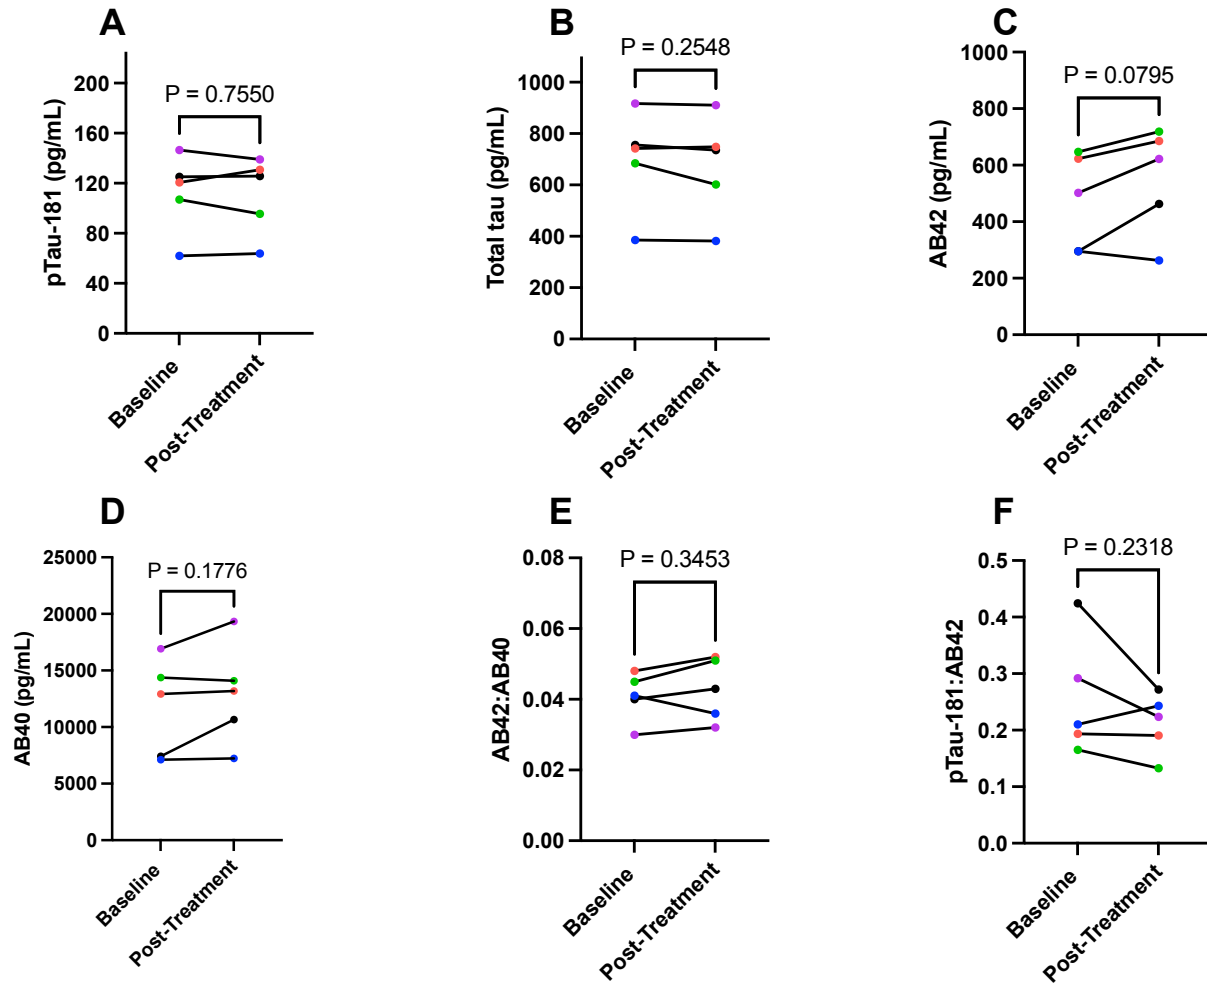 A
P = 0.7550
pTau-181 (pg/mL)
200
160
120
80
40
0
Baseline
Post-Treatment
B
P = 0.2548
Total tau (pg/mL)
1000
800
600
400
200
0
Baseline
Post-Treatment
C
P = 0.0795
AB42 (pg/mL)
1000
800
600
400
200
0
Baseline
Post-Treatment
D
P = 0.1776
AB40 (pg/mL)
25000
20000
15000
10000
5000
0
Baseline
Post-Treatment
E
P = 0.3453
AB42:AB40
0.08
0.06
0.04
0.02
0.00
Baseline
Post-Treatment
F
P = 0.2318
pTau-181:AB42
0.5
0.4
0.3
0.2
0.1
0.0
Baseline
Post-Treatment